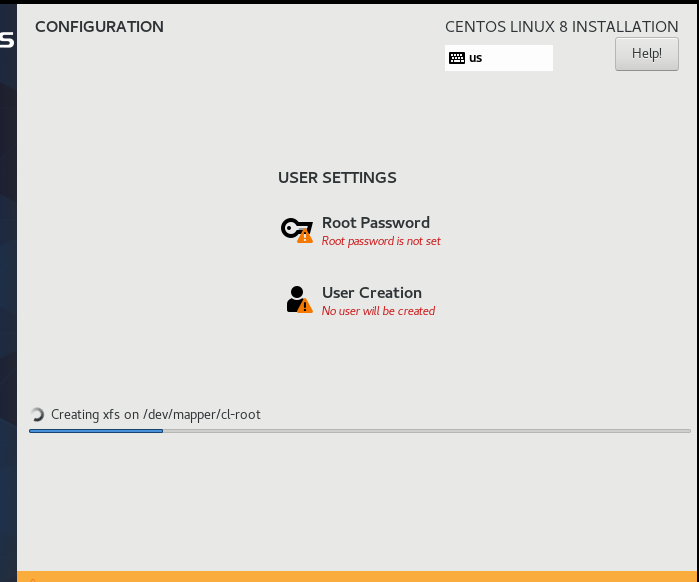 S
CONFIGURATION
CENTOS LINUX 8 INSTALLATION
us
Help!
USER SETTINGS
Root Password
Root password is not set
User Creation
No user will be created
Creating xfs on /dev/mapper/cl-root